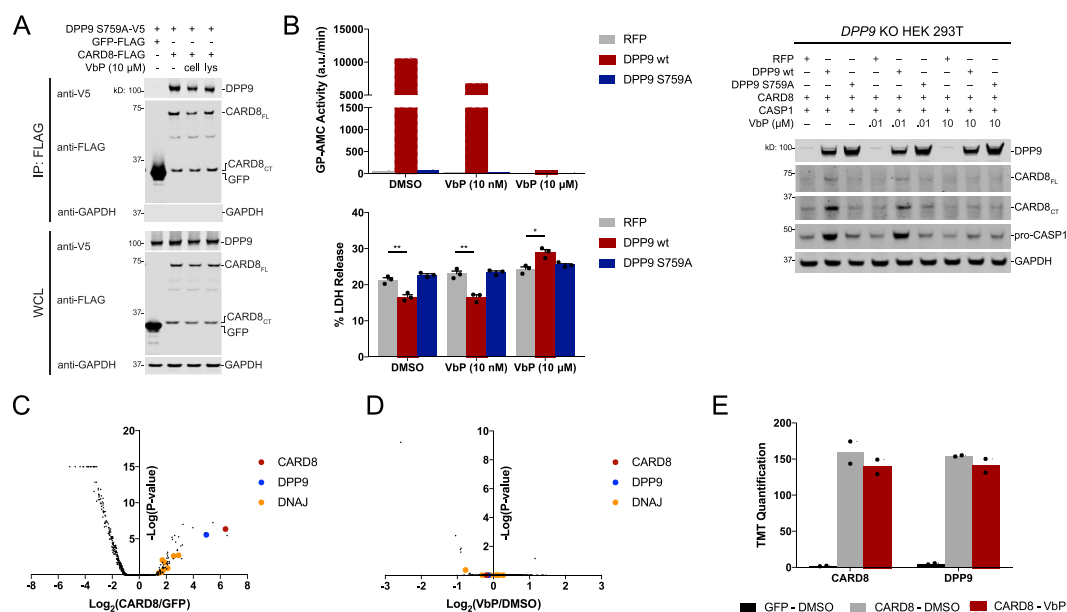 A
DPP9 S759A-V5 + + + +
GFP-FLAG + - - -
CARD8-FLAG - + + +
VbP (10 µM) - - cell lys
IP: FLAG
anti-V5
kD: 100
DPP9
75
CARD8FL
anti-FLAG
37
CARD8CT
GFP
anti-GAPDH
GAPDH
WCL
anti-V5
100
DPP9
75
CARD8FL
anti-FLAG
37
CARD8CT
GFP
anti-GAPDH
37
GAPDH
B
GP-AMC Activity (a.u./min)
15000
10000
5000
1500
1000
500
0
RFP
DPP9 wt
DPP9 S759A
DMSO VbP (10 nM) VbP (10 µM)
% LDH Release
60
40
20
0
RFP
DPP9 wt
DPP9 S759A
** ** *
DMSO VbP (10 nM) VbP (10 µM)
DPP9 KO HEK 293T
RFP + - - + - - + - -
DPP9 wt - + - - + - - + -
DPP9 S759A - - + - - + - - +
CARD8 + + + + + + + + +
CASP1 + + + + + + + + +
VbP (µM) - - - .01 .01 .01 10 10 10
kD: 100
DPP9
75
CARD8FL
37
CARD8CT
50
pro-CASP1
37
GAPDH
C
20
15
10
5
0
-Log(P-value)
CARD8
DPP9
DNAJ
-8 -6 -4 -2 0 2 4 6 8
Log2(CARD8/GFP)
D
10
8
6
4
2
0
-Log(P-value)
CARD8
DPP9
DNAJ
-3 -2 -1 0 1 2 3
Log2(VbP/DMSO)
E
TMT Quantification
200
150
100
50
0
CARD8 DPP9
GFP - DMSO CARD8 - DMSO CARD8 - VbP